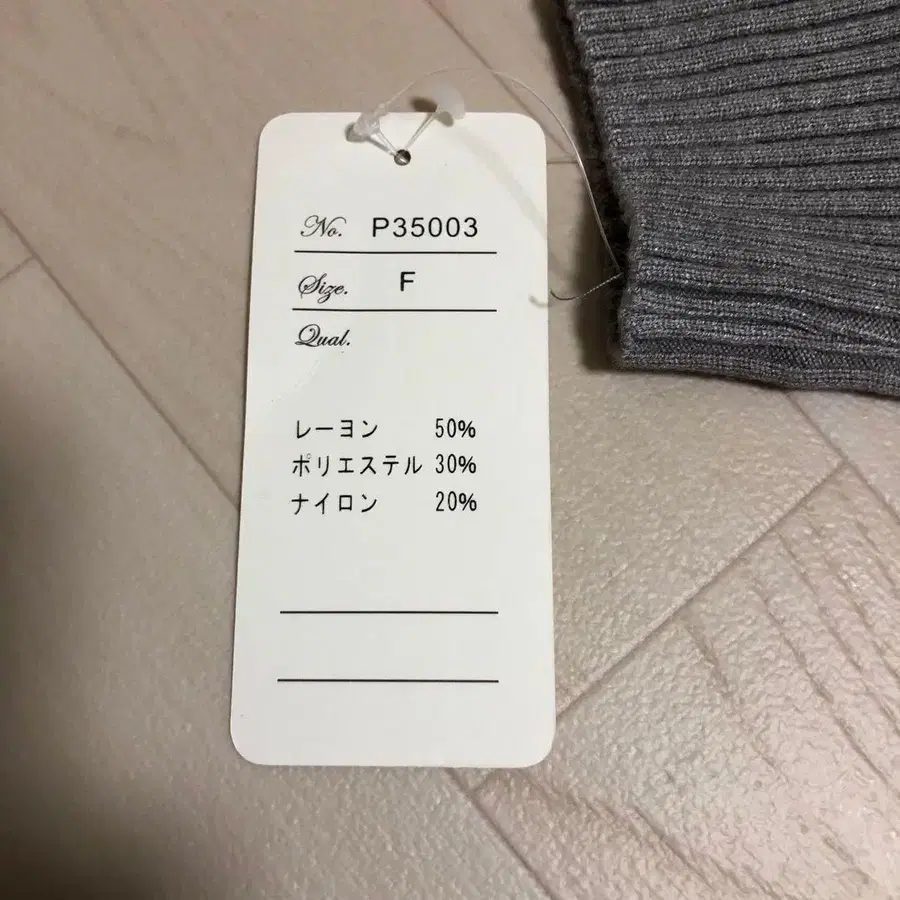 No. P35003
Size. F
Qual.
レーヨン 50%
ポリエステル 30%
ナイロン 20%